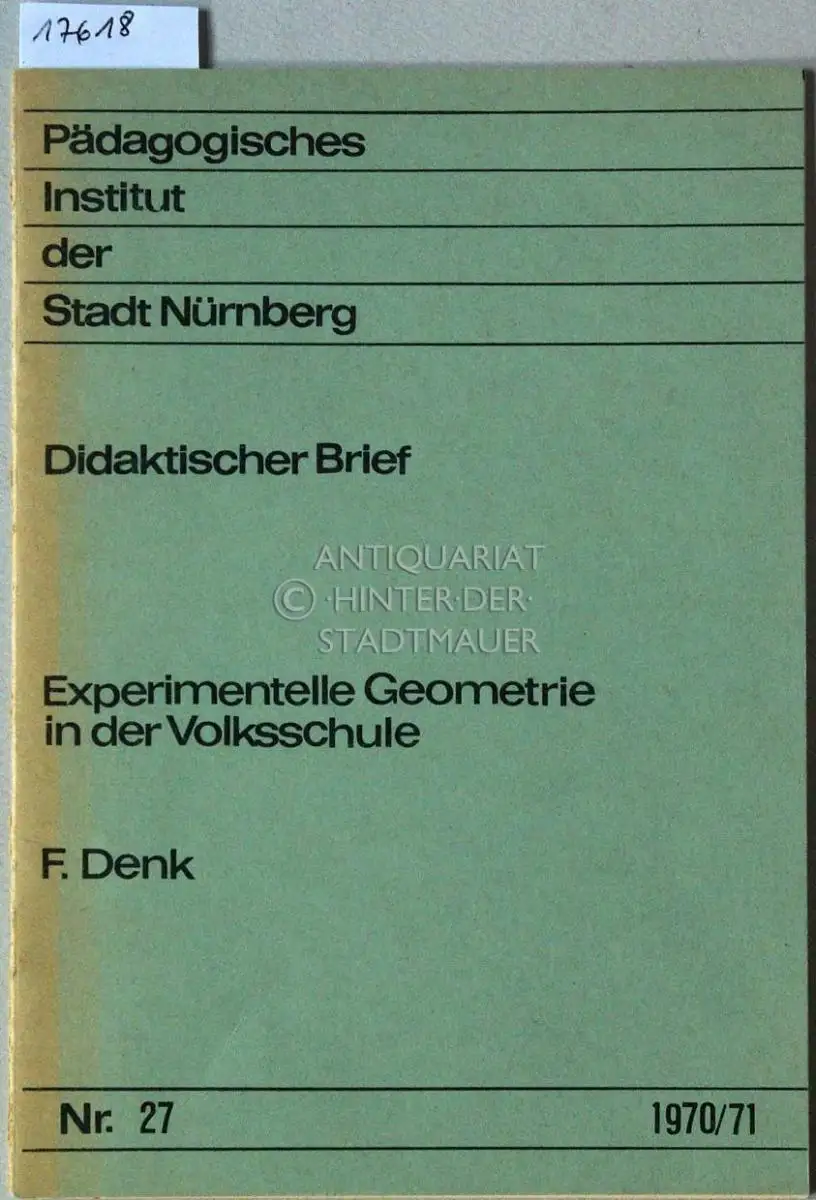 17618
Pädagogisches
Institut
der
Stadt Nürnberg
Didaktischer Brief
ANTIQUARIAT
© ·HINTER·DER·
STADTMAUER
Experimentelle Geometrie
in der Volksschule
F. Denk
Nr. 27 1970/71